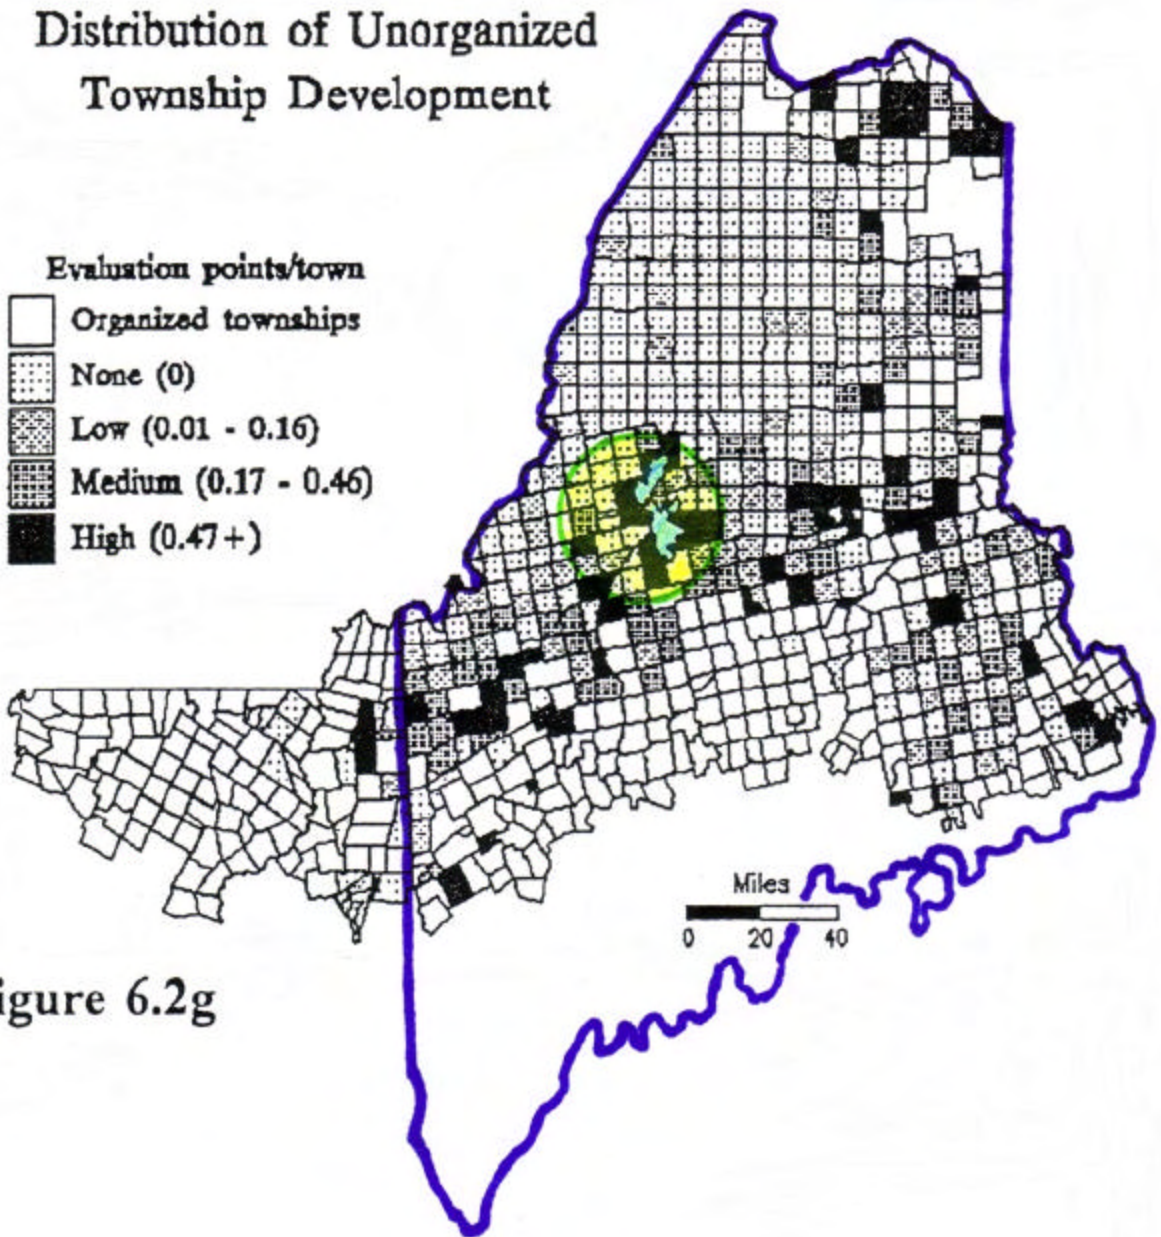 Distribution of Unorganized
Township Development
Evaluation points/town
Organized townships
None (0)
Low (0.01 - 0.16)
Medium (0.17 - 0.46)
High (0.47+)
Miles
0 20 40
igure 6.2g